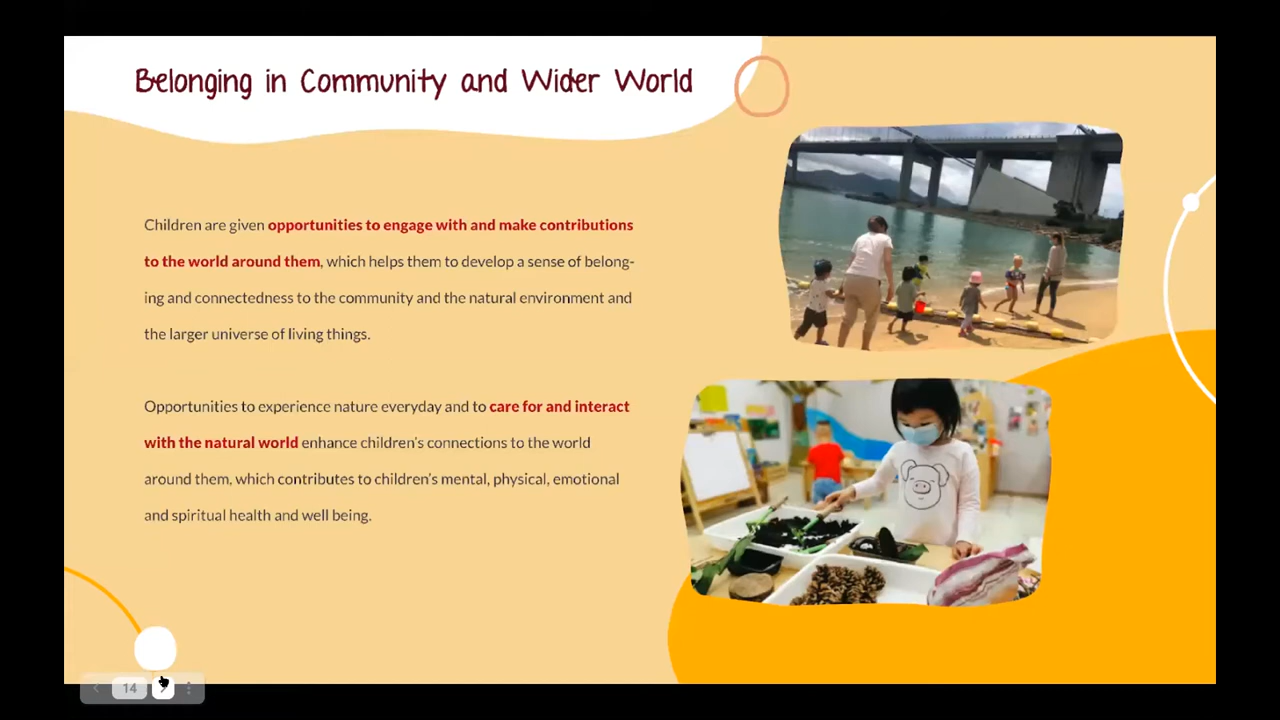 Belonging in Community and Wider World
Children are given opportunities to engage with and make contributions
to the world around them, which helps them to develop a sense of belong-
ing and connectedness to the community and the natural environment and
the larger universe of living things.
Opportunities to experience nature everyday and to care for and interact
with the natural world enhance children's connections to the world
around them, which contributes to children's mental, physical, emotional
and spiritual health and well being.
14